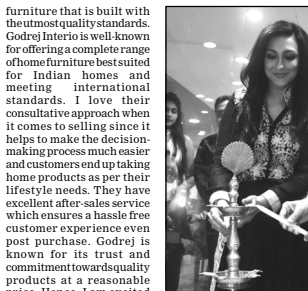 furniture that is built with
the utmost quality standards.
Godrej Interio is well-known
for offering a complete range
of home furniture best suited
for Indian homes and
meeting international
standards. I love their
consultative approach when
it comes to selling since it
helps to make the decision-
making process much easier
and customers end up taking
home products as per their
lifestyle needs. They have
excellent after-sales service
which ensures a hassle free
customer experience even
post purchase. Godrej is
known for its trust and
commitment towards quality
products at a reasonable